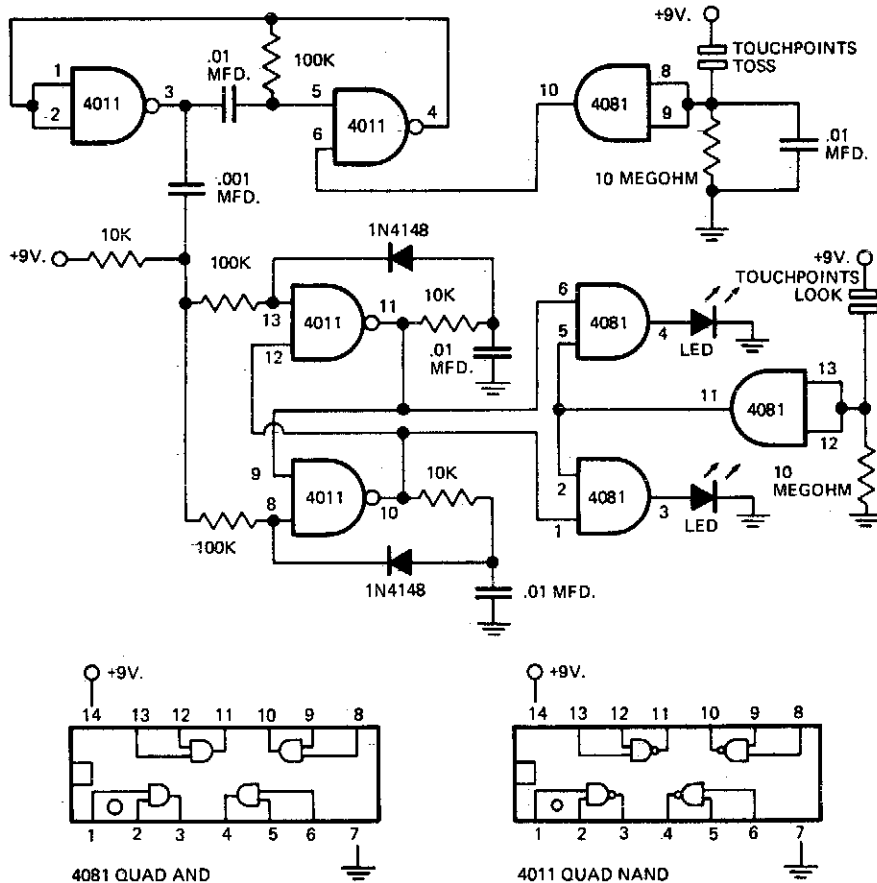 +9V.
TOUCHPOINTS
TOSS
.01
MFD.
100K
1
2
4011
3
5
6
4011
4
10
4081
8
9
.01
MFD.
10 MEGOHM
.001
MFD.
+9V.
10K
100K
1N4148
13
12
4011
11
10K
.01
MFD.
6
5
4081
4
LED
+9V.
TOUCHPOINTS
LOOK
11
4081
13
12
10
MEGOHM
9
8
4011
10
10K
100K
1N4148
.01 MFD.
2
1
4081
3
LED
+9V.
14 13 12 11 10 9 8
1 2 3 4 5 6 7
4081 QUAD AND
+9V.
14 13 12 11 10 9 8
1 2 3 .4 5 6 7
4011 QUAD NAND